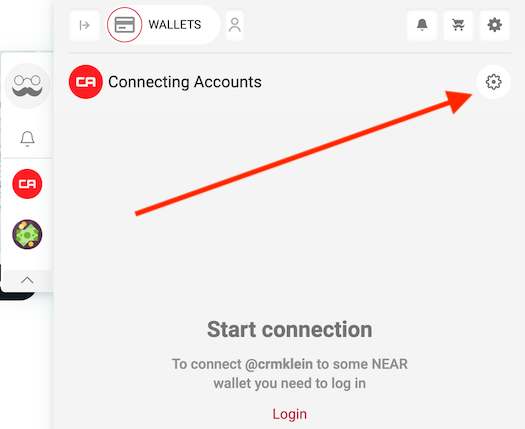 WALLETS
CA Connecting Accounts
CA
Start connection
To connect @crmklein to some NEAR
wallet you need to log in
Login